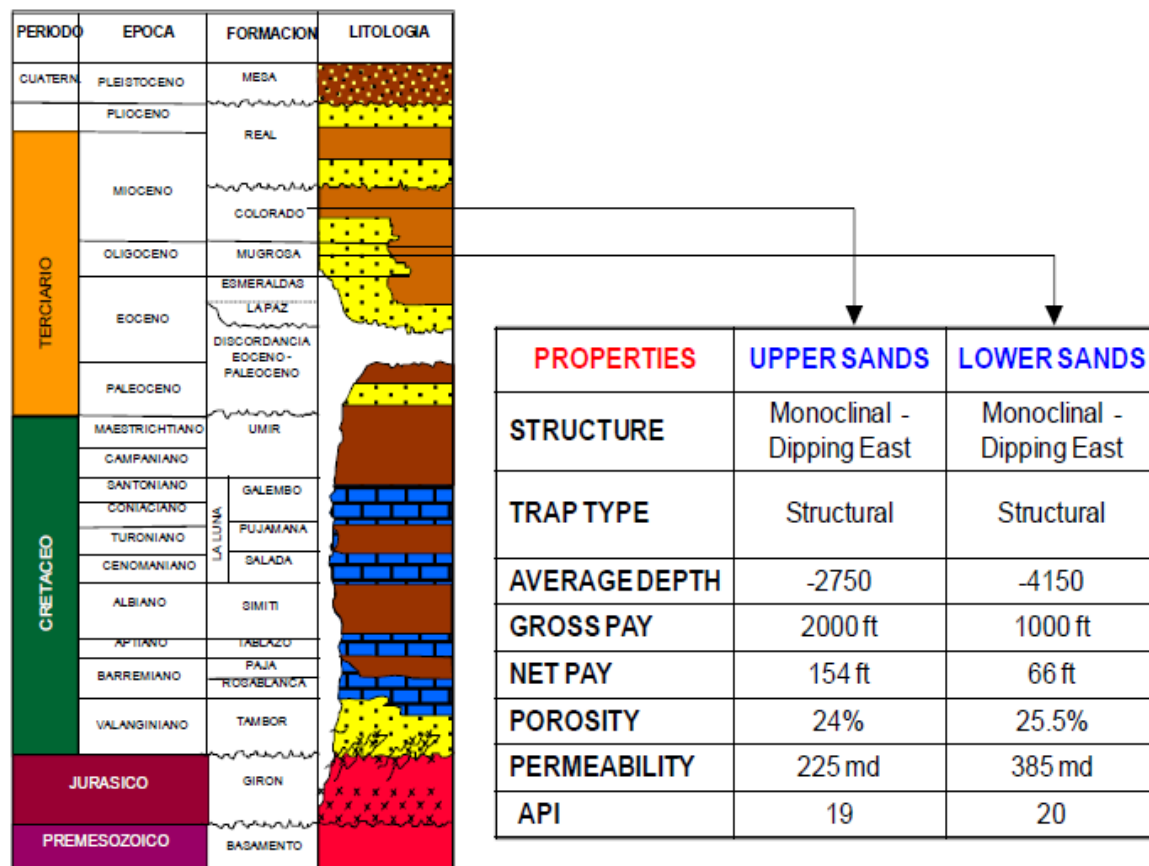 PERIODO EPOCA FORMACION LITOLOGIA
CUATERN. PLEISTOCENO MESA
PLIOCENO
REAL
MIOCENO
COLORADO
OLIGOCENO MUGROSA
ESMERALDAS
LA PAZ
EOCENO
DISCORDANCIA
EOCENO -
PALEOCENO
PALEOCENO
TERCIARIO
MAESTRICHTIANO UMIR
CAMPANIANO
SANTONIANO GALEMBO
CONIACIANO
TURONIANO PUJAMANA
LA LUNA
CENOMANIANO SALADA
ALBIANO SIMITI
APTIANO TABLAZO
PAJA
BARREMIANO
ROSABLANCA
VALANGINIANO TAMBOR
CRETACEO
JURASICO GIRON
PREMESOZOICO BASAMENTO
PROPERTIES UPPER SANDS LOWER SANDS
STRUCTURE Monoclinal - Monoclinal -
Dipping East Dipping East
TRAP TYPE Structural Structural
AVERAGE DEPTH -2750 -4150
GROSS PAY 2000 ft 1000 ft
NET PAY 154 ft 66 ft
POROSITY 24% 25.5%
PERMEABILITY 225 md 385 md
API 19 20